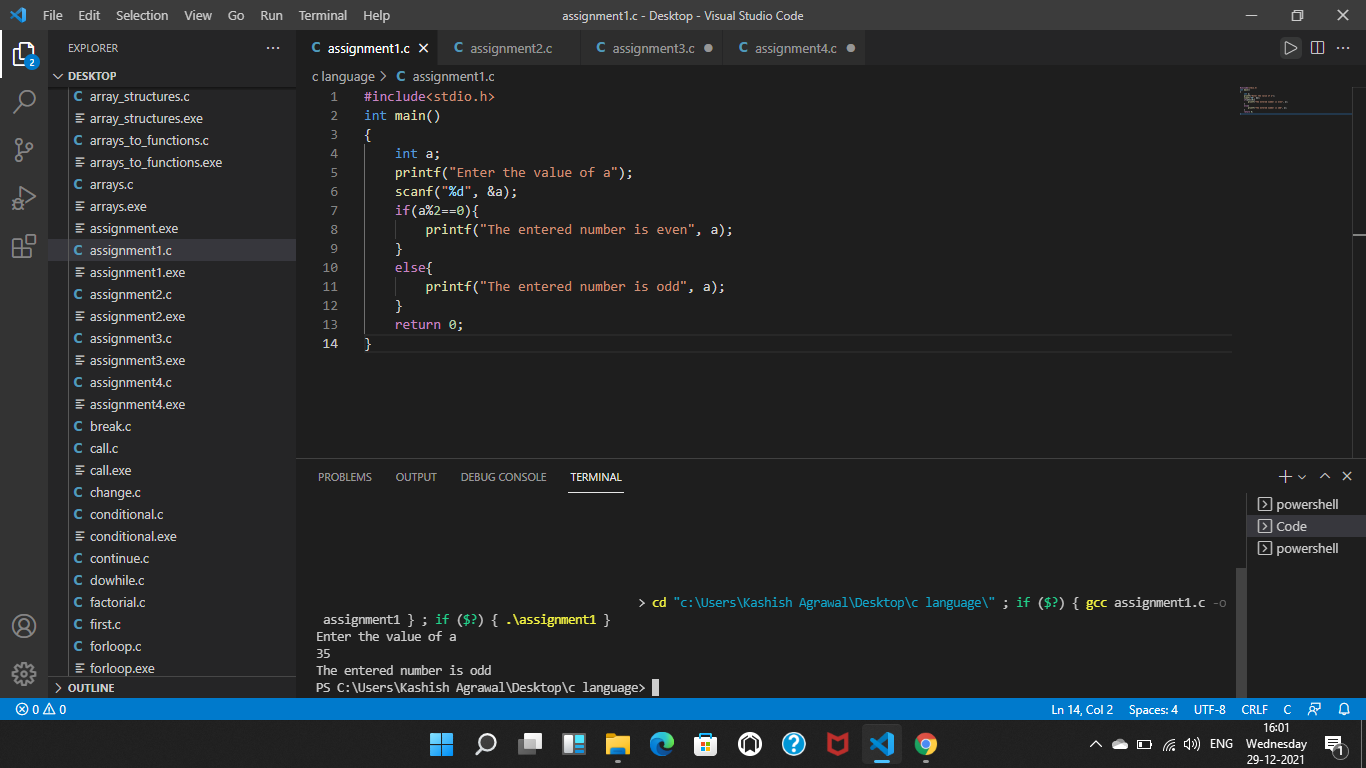 File Edit Selection View Go Run Terminal Help
assignment1.c - Desktop - Visual Studio Code
EXPLORER
DESKTOP
array_structures.c
array_structures.exe
arrays_to_functions.c
arrays_to_functions.exe
arrays.c
arrays.exe
assignment.exe
assignment1.c
assignment1.exe
assignment2.c
assignment2.exe
assignment3.c
assignment3.exe
assignment4.c
assignment4.exe
break.c
call.c
call.exe
change.c
conditional.c
conditional.exe
continue.c
dowhile.c
factorial.c
first.c
forloop.c
forloop.exe
OUTLINE
2
assignment1.c assignment2.c assignment3.c assignment4.c
c language > C assignment1.c
1 #include<stdio.h>
2 int main()
3 {
4 int a;
5 printf("Enter the value of a");
6 scanf("%d", &a);
7 if(a%2==0){
8 printf("The entered number is even", a);
9 }
10 else{
11 printf("The entered number is odd", a);
12 }
13 return 0;
14 }
PROBLEMS OUTPUT DEBUG CONSOLE TERMINAL
> cd "c:\Users\Kashish Agrawal\Desktop\c language\" ; if ($?) { gcc assignment1.c -o
assignment1 } ; if ($?) { .\assignment1 }
Enter the value of a
35
The entered number is odd
PS C:\Users\Kashish Agrawal\Desktop\c language>
powershell
Code
powershell
0 0
Ln 14, Col 2 Spaces: 4 UTF-8 CRLF C
ENG
16:01
Wednesday
29-12-2021
1